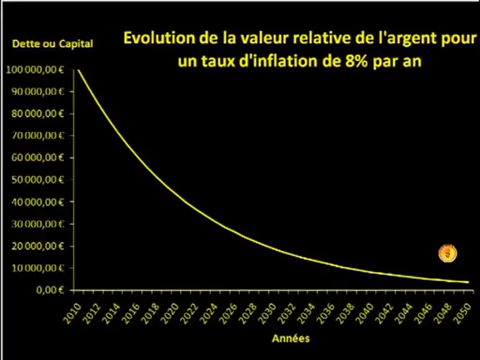 Evolution de la valeur relative de l'argent pour
un taux d'inflation de 8% par an
Dette ou Capital
100 000,00 €
90 000,00 €
80 000,00 €
70 000,00 €
60 000,00 €
50 000,00 €
40 000,00 €
30 000,00 €
20 000,00 €
10 000,00 €
0,00 €
2010
2012
2014
2016
2018
2020
2022
2024
2026
2028
2030
2032
2034
2036
2038
2040
2042
2044
2046
2048
2050
Années